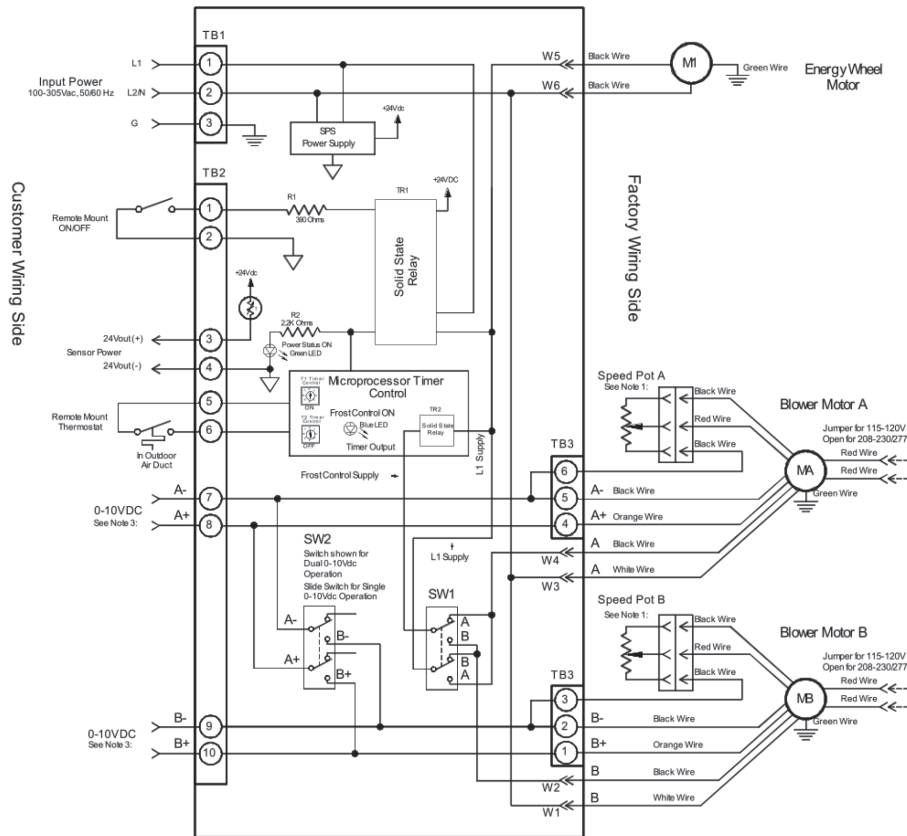 TB1
L1
1
Input Power
100-305Vac, 50/60 Hz
L2/N
2
G
3
SPS
Power Supply
+24Vdc
W5
Black Wire
M1
Green Wire
W6
Black Wire
Energy Wheel
Motor
Customer Wiring Side
Factory Wiring Side
TB2
1
2
Remote Mount
ON/OFF
R1
390 Ohms
TR1
+24VDC
Solid State
Relay
+24Vdc
R2
2.2K Ohms
Power Status ON
Green LED
24Vout(+)
3
Sensor Power
24Vout(-)
4
5
6
Remote Mount
Thermostat
In Outdoor
Air Duct
T1 Timer
Control
ON
T2 Timer
Control
OFF
Microprocessor Timer
Control
Frost Control ON
Blue LED
Timer Output
TR2
Solid State
Relay
Frost Control Supply
L1 Supply
A-
7
0-10VDC
See Note 3:
A+
8
TB3
6
5
4
A-
Black Wire
A+
Orange Wire
W4
A
Black Wire
W3
A
White Wire
Speed Pot A
See Note 1:
Black Wire
Red Wire
Black Wire
Blower Motor A
Jumper for 115-120V
Open for 208-230/277
Red Wire
Red Wire
MA
Green Wire
SW2
Switch shown for
Dual 0-10Vdc
Operation
Slide Switch for Single
0-10Vdc Operation
A-
B-
A+
B+
L1 Supply
SW1
A
B
B
A
Speed Pot B
See Note 1:
Black Wire
Red Wire
Black Wire
Blower Motor B
Jumper for 115-120V
Open for 208-230/277
Red Wire
Red Wire
MB
Green Wire
TB3
3
2
1
B-
Black Wire
B+
Orange Wire
W2
B
Black Wire
W1
B
White Wire
B-
9
0-10VDC
See Note 3:
B+
10